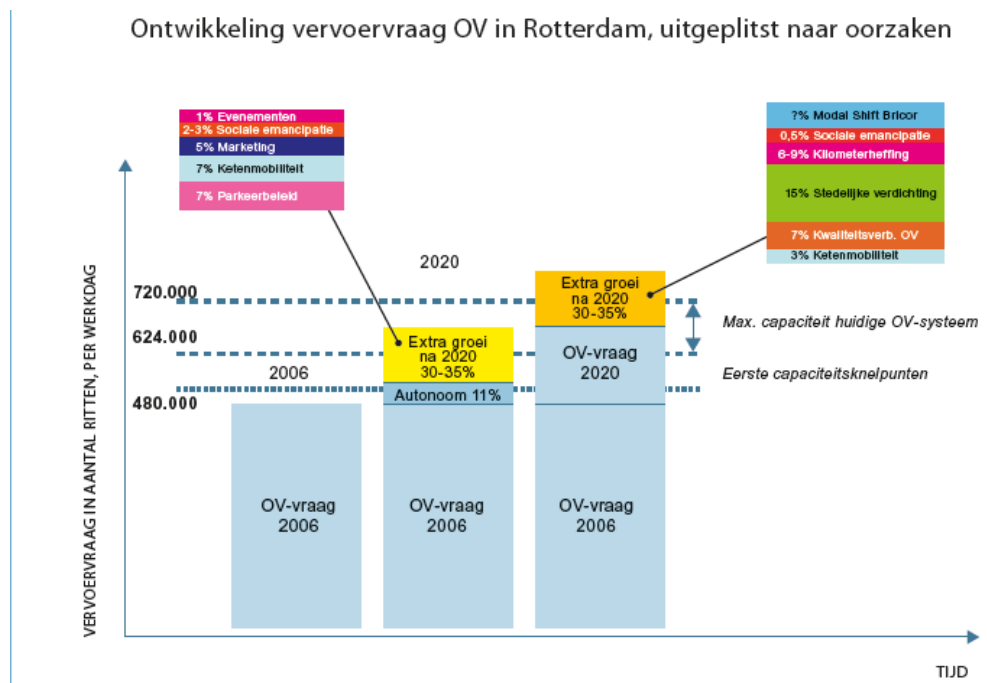 Ontwikkeling vervoervraag OV in Rotterdam, uitgeplitst naar oorzaken
1% Evenementen
2-3% Sociale emancipatie
5% Marketing
7% Ketenmobiliteit
7% Parkeerbeleid
?% Modal Shift Bricor
0,5% Sociale emancipatie
6-9% Kilometerheffing
15% Stedelijke verdichting
7% Kwaliteitsverb. OV
3% Ketenmobiliteit
VERVOERVRAAG IN AANTAL RITTEN, PER WERKDAG
720.000
624.000
480.000
2006
OV-vraag
2006
2020
Extra groei
na 2020
30-35%
Autonoom 11%
OV-vraag
2006
Extra groei
na 2020
30-35%
OV-vraag
2020
OV-vraag
2006
Max. capaciteit huidige OV-systeem
Eerste capaciteitsknelpunten
TIJD